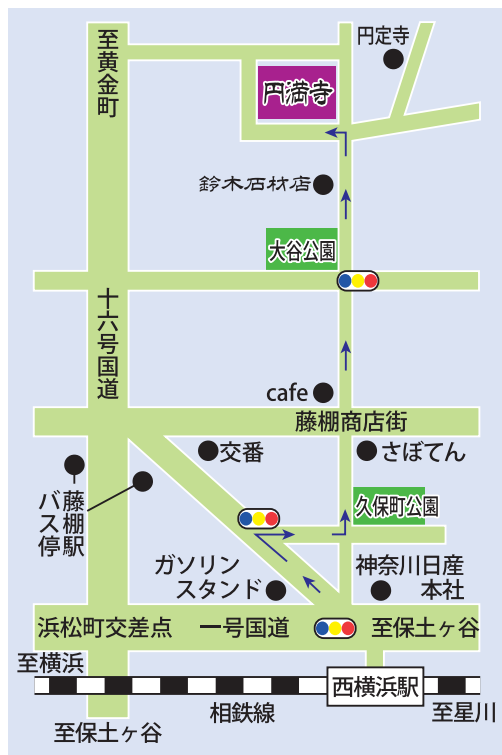 至黄金町
円定寺
円満寺
鈴木石材店
大谷公園
十六号国道
cafe
藤棚商店街
交番
さぼてん
藤棚駅
バス停
久保町公園
ガソリン
スタンド
神奈川日産
本社
浜松町交差点
一号国道
至保土ヶ谷
至横浜
西横浜駅
相鉄線
至星川
至保土ヶ谷